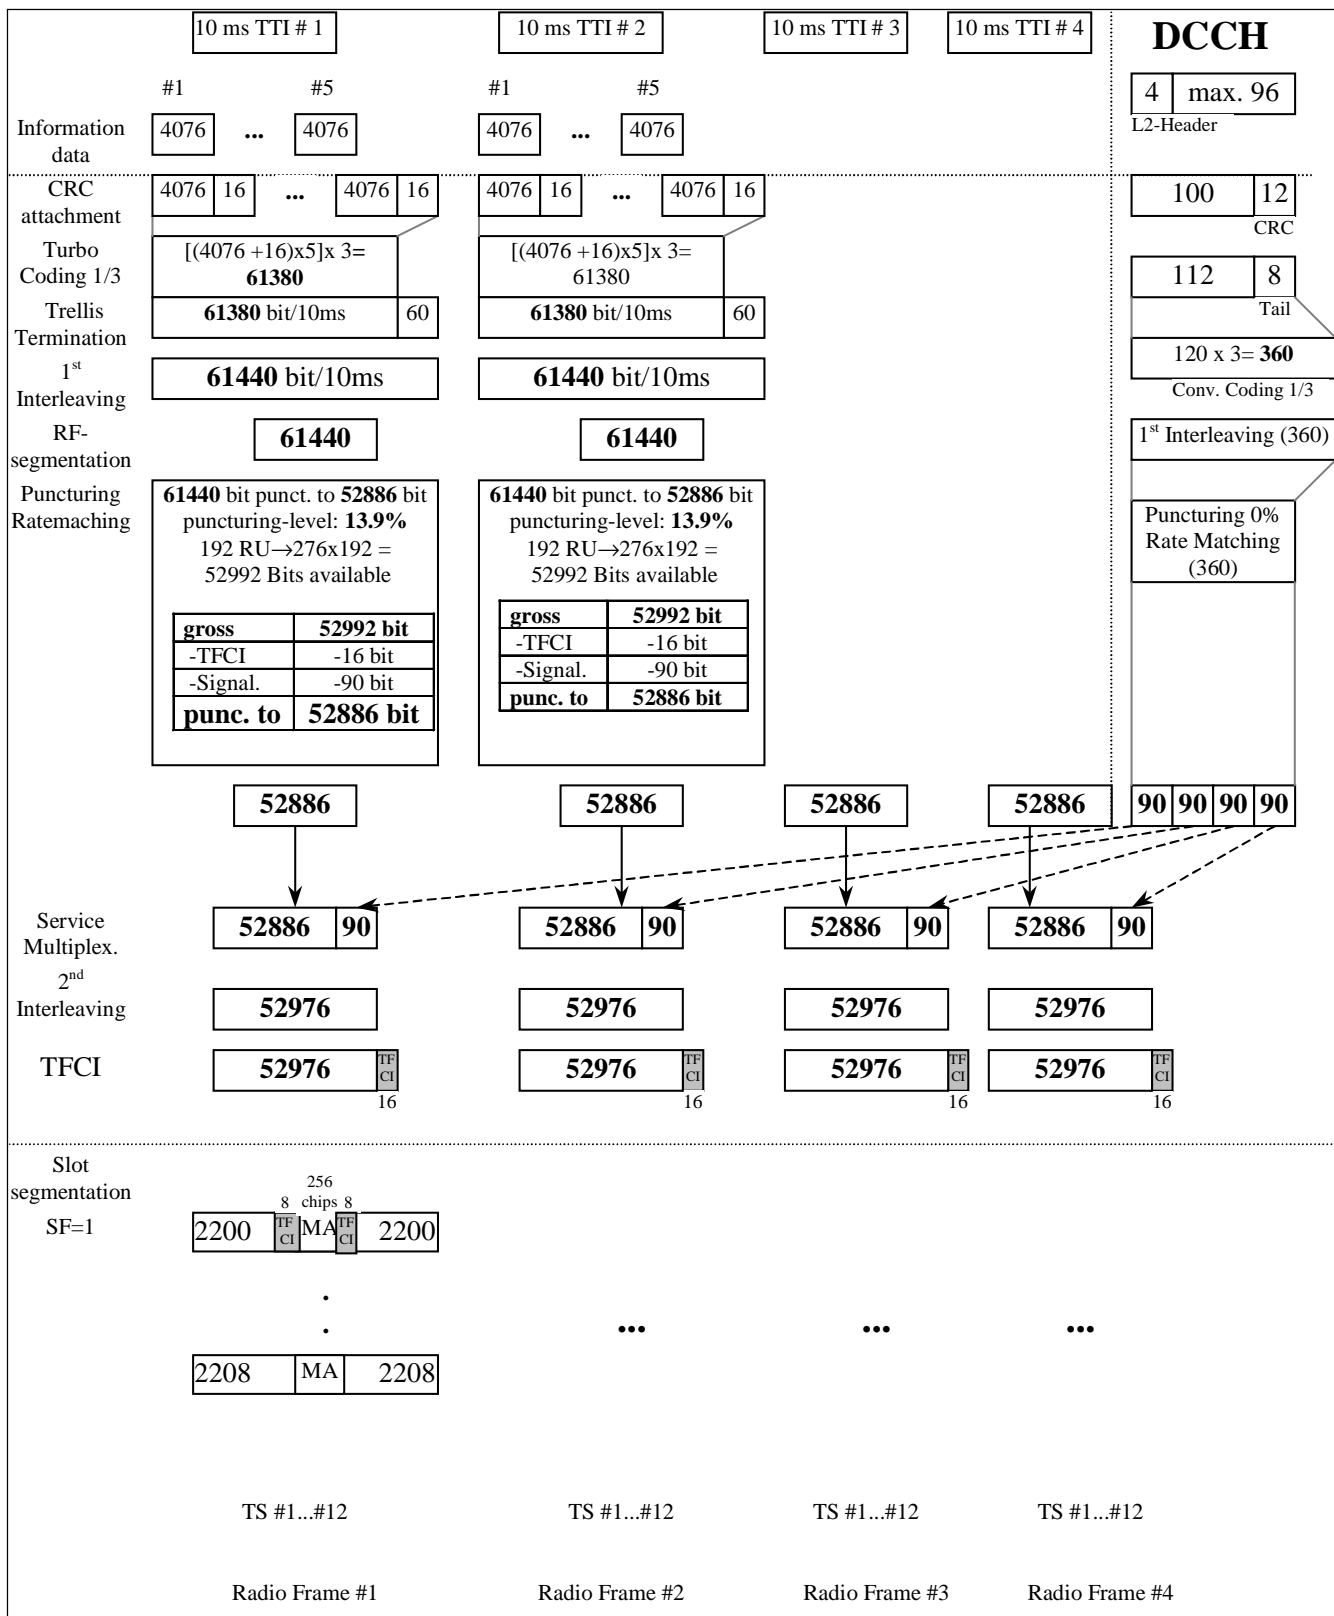 10 ms TTI # 1 10 ms TTI # 2 10 ms TTI # 3 10 ms TTI # 4 DCCH
#1 #5 #1 #5
4 max. 96
L2-Header
Information
data
4076 ... 4076 4076 ... 4076
CRC
attachment
4076 16 ... 4076 16 4076 16 ... 4076 16
100 12
CRC
Turbo
Coding 1/3
[(4076 +16)x5]x 3=
61380
[(4076 +16)x5]x 3=
61380
112 8
Tail
Trellis
Termination
61380 bit/10ms 60 61380 bit/10ms 60
120 x 3= 360
Conv. Coding 1/3
1st
Interleaving
61440 bit/10ms 61440 bit/10ms
1st Interleaving (360)
RF-
segmentation
61440 61440
Puncturing
Ratemaching
61440 bit punct. to 52886 bit
puncturing-level: 13.9%
192 RU→276x192 =
52992 Bits available
gross 52992 bit
-TFCI -16 bit
-Signal. -90 bit
punc. to 52886 bit
61440 bit punct. to 52886 bit
puncturing-level: 13.9%
192 RU→276x192 =
52992 Bits available
gross 52992 bit
-TFCI -16 bit
-Signal. -90 bit
punc. to 52886 bit
Puncturing 0%
Rate Matching
(360)
52886 52886 52886 52886 90 90 90 90
Service
Multiplex.
52886 90 52886 90 52886 90 52886 90
2nd
Interleaving
52976 52976 52976 52976
TFCI
52976 TF CI 52976 TF CI 52976 TF CI 52976 TF CI
16 16 16 16
Slot
segmentation
SF=1
256
8 chips 8
2200 TF CI MA TF CI 2200
.
.
... ... ...
2208 MA 2208
TS #1...#12 TS #1...#12 TS #1...#12 TS #1...#12
Radio Frame #1 Radio Frame #2 Radio Frame #3 Radio Frame #4